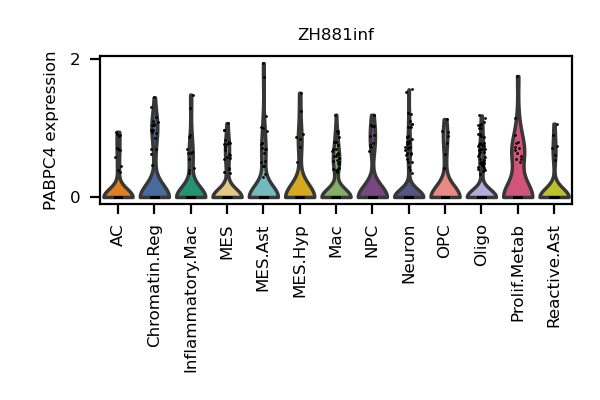 ZH881inf
PABPC4 expression
2
0
AC
Chromatin.Reg
Inflammatory.Mac
MES
MES.Ast
MES.Hyp
Mac
NPC
Neuron
OPC
Oligo
Prolif.Metab
Reactive.Ast